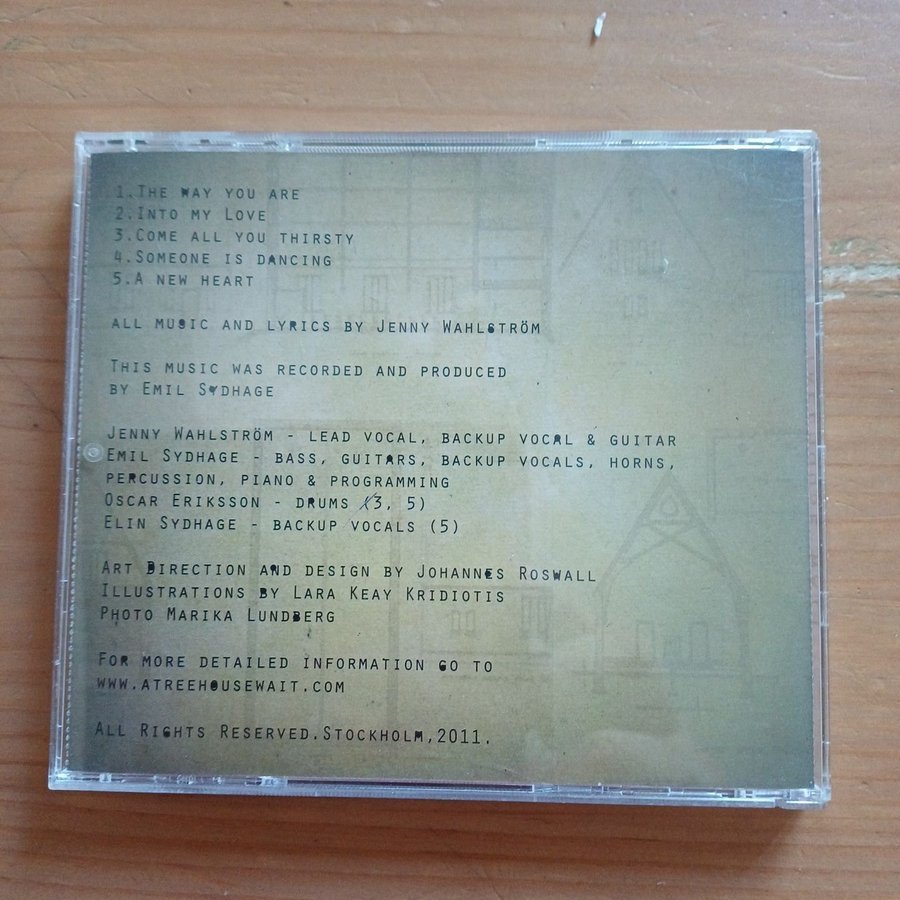 1.The way you are
2.Into my Love
3.Come all you thirsty
4.Someone is dancing
5.A new heart
all music and lyrics by Jenny Wahlström
This music was recorded and produced
by Emil Sydhage
Jenny Wahlström - lead vocal, backup vocal & guitar
Emil Sydhage - bass, guitars, backup vocals, horns,
percussion, piano & programming
Oscar Eriksson - drums (3, 5)
Elin Sydhage - backup vocals (5)
Art Direction and design by Johannes Roswall
Illustrations by Lara Keay Kridiotis
Photo Marika Lundberg
For more detailed information go to
www.atreehousewait.com
All Rights Reserved.Stockholm,2011.